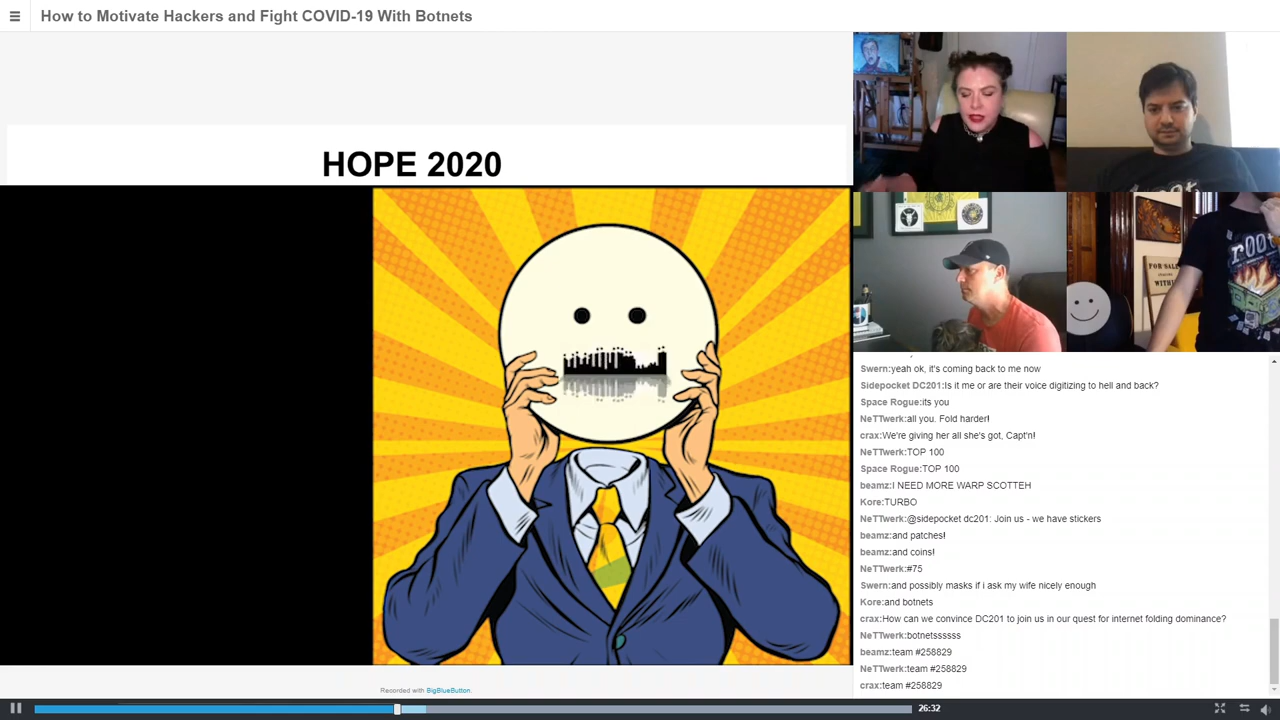 How to Motivate Hackers and Fight COVID-19 With Botnets
HOPE 2020
r00t
FOR SALE
WITHIN
Swern:yeah ok, it's coming back to me now
Sidepocket DC201:Is it me or are their voice digitizing to hell and back?
Space Rogue:its you
NeTTwerk:all you. Fold harder!
crax:We're giving her all she's got, Capt'n!
NeTTwerk:TOP 100
Space Rogue:TOP 100
beamz:I NEED MORE WARP SCOTTEH
Kore:TURBO
NeTTwerk:@sidepocket dc201: Join us - we have stickers
beamz:and patches!
beamz:and coins!
NeTTwerk:#75
Swern:and possibly masks if i ask my wife nicely enough
Kore:and botnets
crax:How can we convince DC201 to join us in our quest for internet folding dominance?
NeTTwerk:botnetssssss
beamz:team #258829
NeTTwerk:team #258829
crax:team #258829
Recorded with BigBlueButton.
26:32